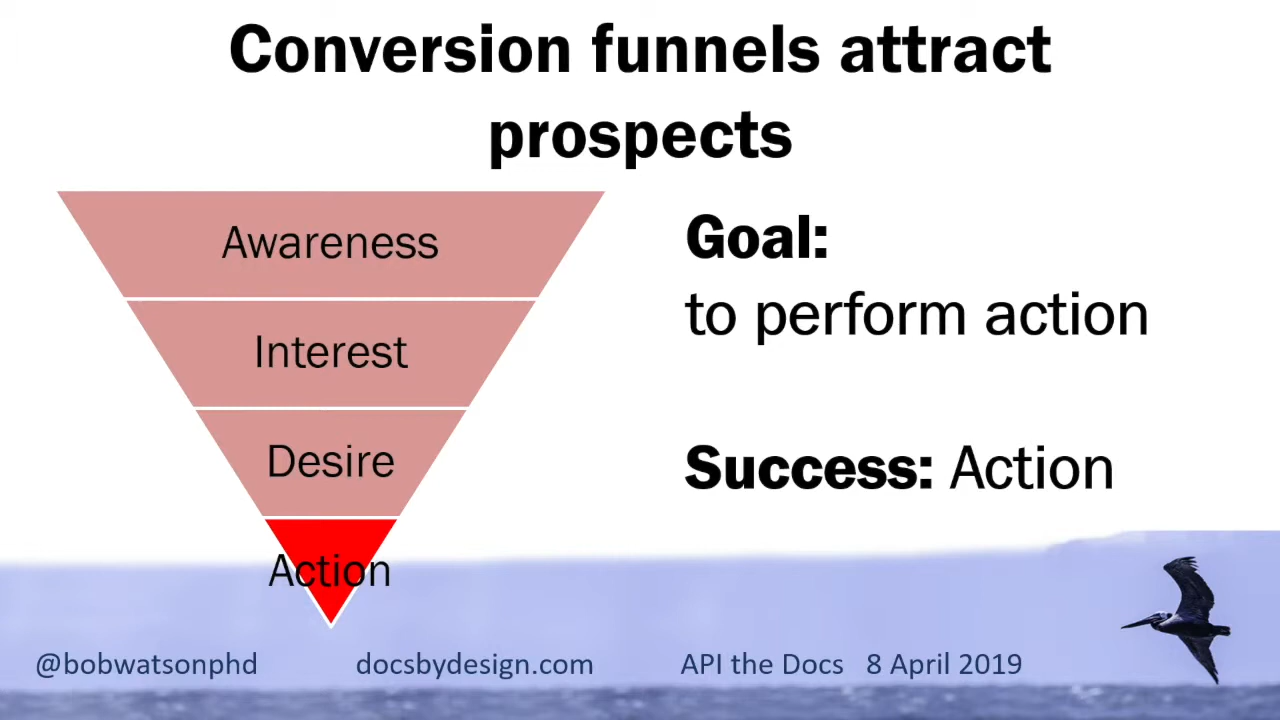 Conversion funnels attract
prospects
Awareness
Interest
Desire
Action
Goal:
to perform action
Success: Action
@bobwatsonphd docsbydesign.com API the Docs 8 April 2019